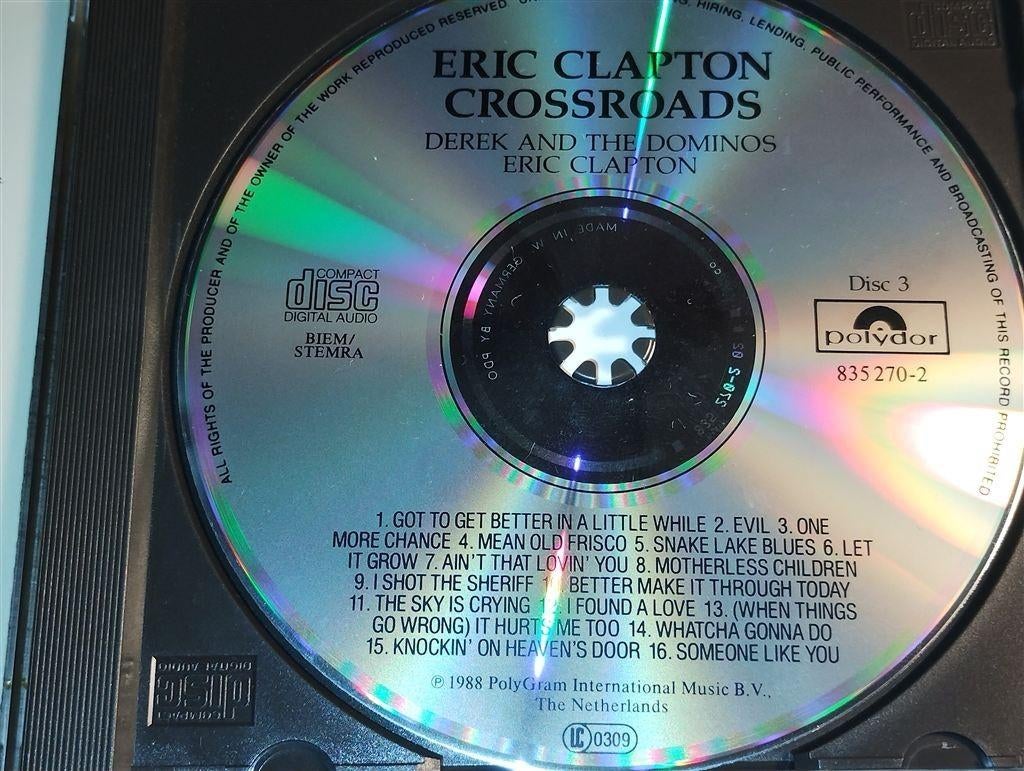 ALL RIGHTS OF THE PRODUCER AND OF THE OWNER OF THE WORK REPRODUCED RESERVED HIRING, LENDING, PUBLIC PERFORMANCE AND BROADCASTING OF THIS RECORD PROHIBITED
ERIC CLAPTON
CROSSROADS
DEREK AND THE DOMINOS
ERIC CLAPTON
MADE IN W. GERMANY BY PDO
COMPACT
disc
DIGITAL AUDIO
BIEM/
STEMRA
Disc 3
polydor
835 270-2
1. GOT TO GET BETTER IN A LITTLE WHILE 2. EVIL 3. ONE
MORE CHANCE 4. MEAN OLD FRISCO 5. SNAKE LAKE BLUES 6. LET
IT GROW 7. AIN'T THAT LOVIN' YOU 8. MOTHERLESS CHILDREN
9. I SHOT THE SHERIFF BETTER MAKE IT THROUGH TODAY
11. THE SKY IS CRYING I FOUND A LOVE 13. (WHEN THINGS
GO WRONG) IT HURTS ME TOO 14. WHATCHA GONNA DO
15. KNOCKIN' ON HEAVEN'S DOOR 16. SOMEONE LIKE YOU
℗ 1988 PolyGram International Music B.V.,
The Netherlands
LC 0309
COMPACT
disc
DIGITAL AUDIO